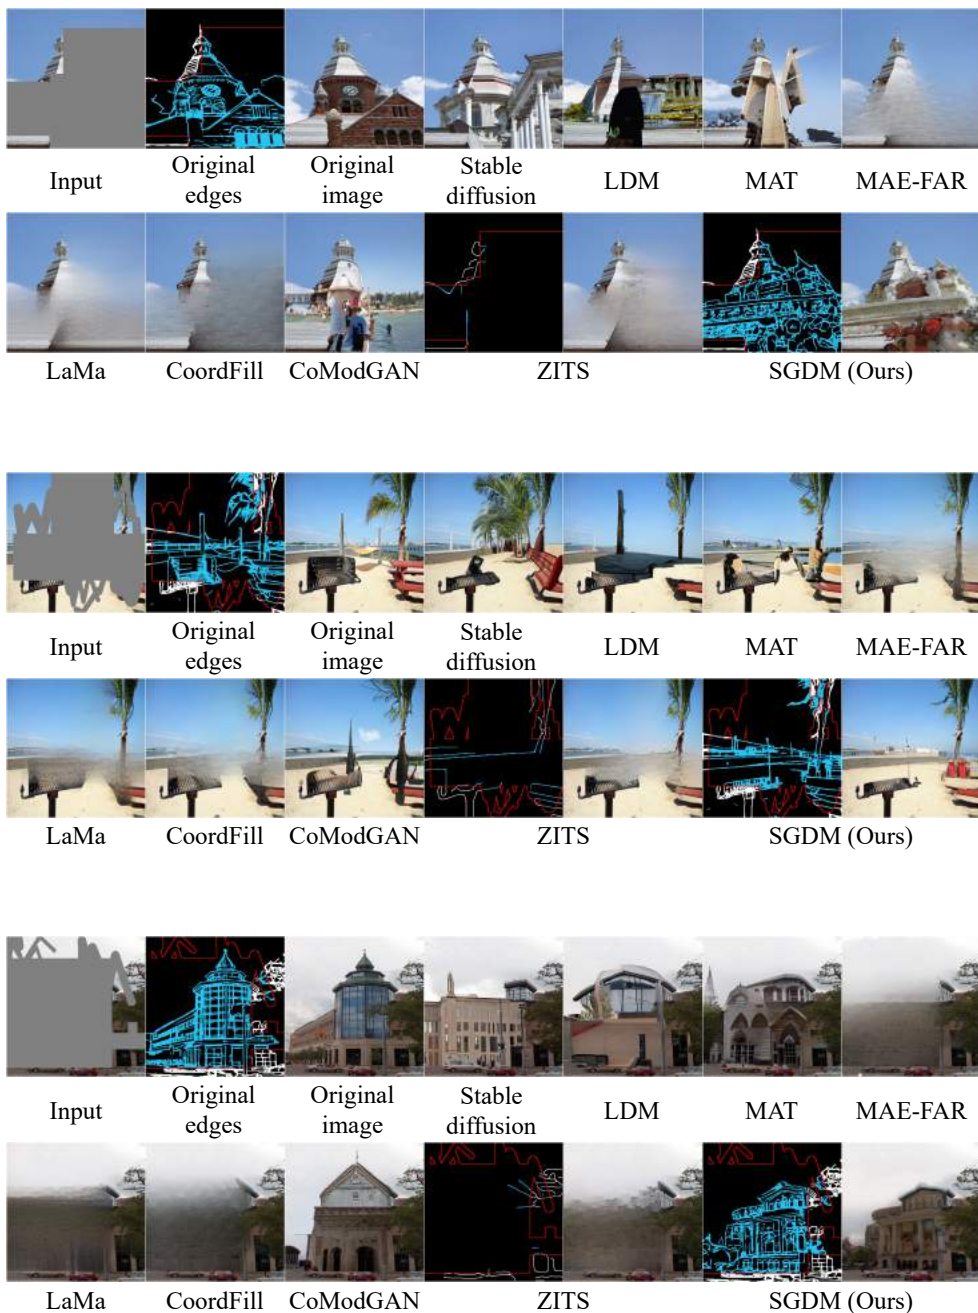 Input Original edges Original image Stable diffusion LDM MAT MAE-FAR
LaMa CoordFill CoModGAN ZITS SGDM (Ours)
Input Original edges Original image Stable diffusion LDM MAT MAE-FAR
LaMa CoordFill CoModGAN ZITS SGDM (Ours)
Input Original edges Original image Stable diffusion LDM MAT MAE-FAR
LaMa CoordFill CoModGAN ZITS SGDM (Ours)